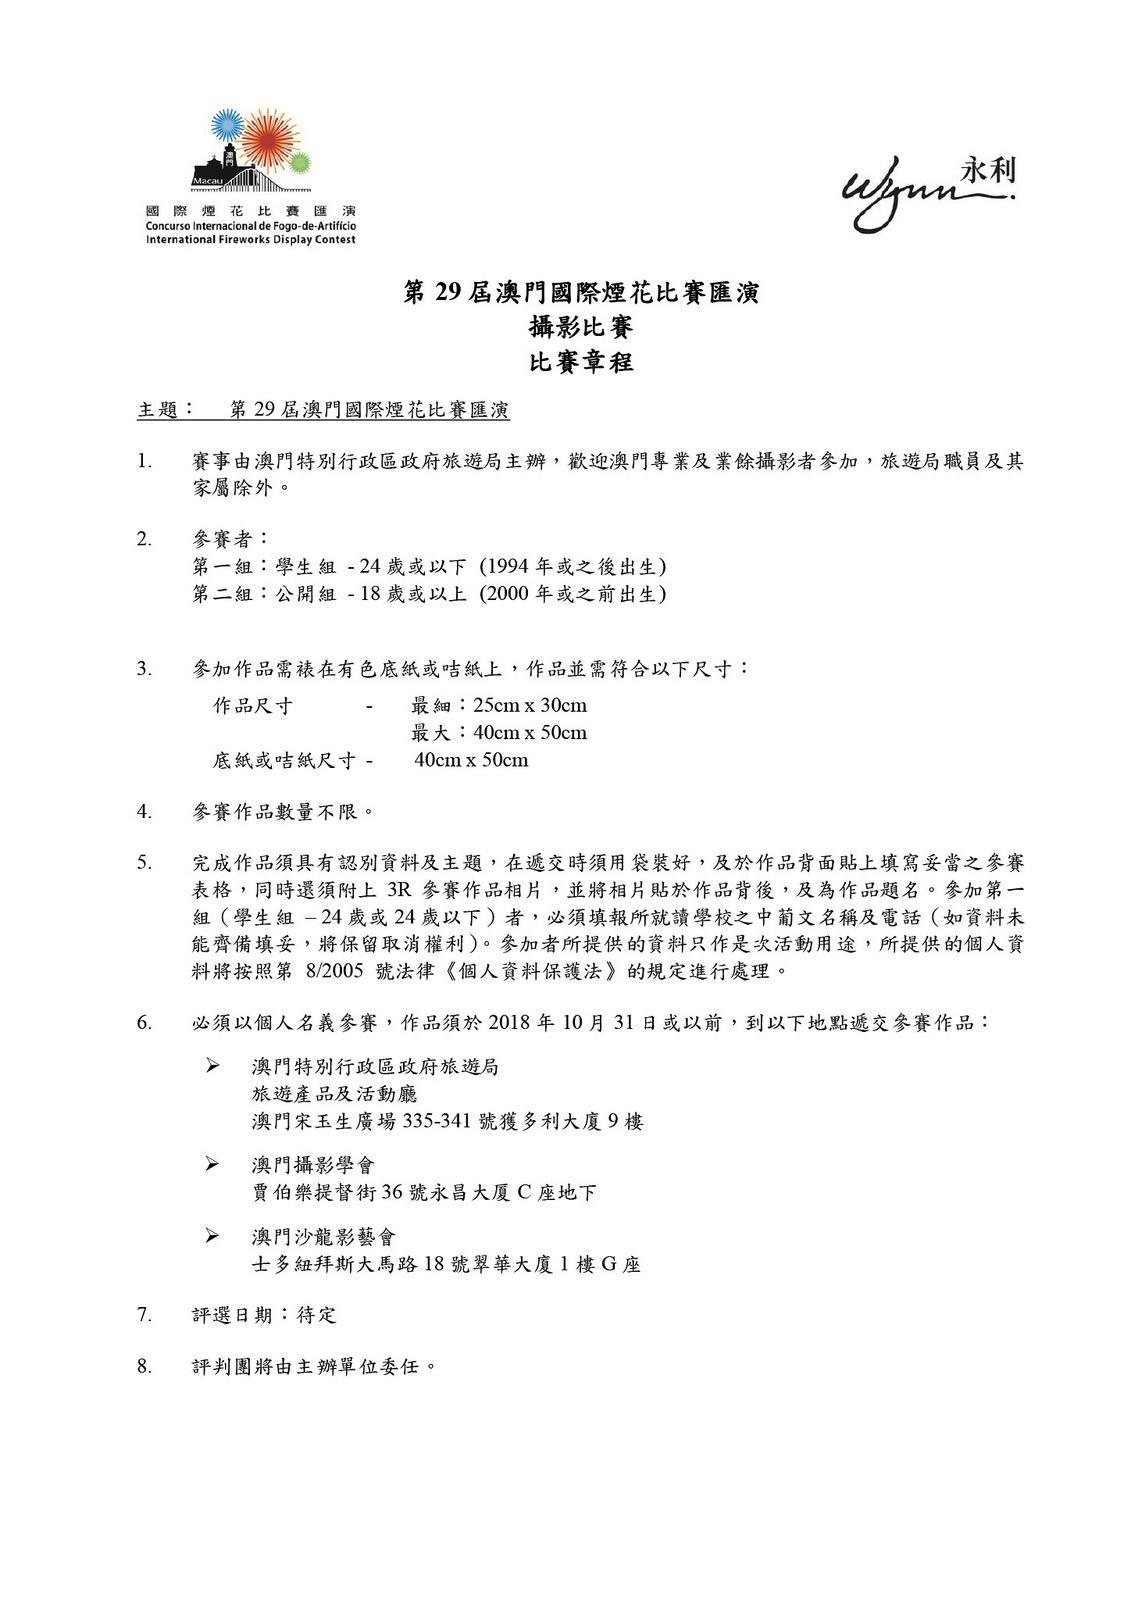 澳門
Macau
國際煙花比賽匯演
Concurso Internacional de Fogo-de-Artifício
International Fireworks Display Contest
Wynn 永利
第 29 屆澳門國際煙花比賽匯演
攝影比賽
比賽章程
主題： 第 29 屆澳門國際煙花比賽匯演
1. 賽事由澳門特別行政區政府旅遊局主辦，歡迎澳門專業及業餘攝影者參加，旅遊局職員及其
家屬除外。
2. 參賽者：
第一組：學生組 - 24 歲或以下 (1994 年或之後出生)
第二組：公開組 - 18 歲或以上 (2000 年或之前出生)
3. 參加作品需裱在有色底紙或咭紙上，作品並需符合以下尺寸：
作品尺寸 - 最細：25cm x 30cm
最大：40cm x 50cm
底紙或咭紙尺寸 - 40cm x 50cm
4. 參賽作品數量不限。
5. 完成作品須具有認別資料及主題，在遞交時須用袋裝好，及於作品背面貼上填寫妥當之參賽
表格，同時還須附上 3R 參賽作品相片，並將相片貼於作品背後，及為作品題名。參加第一
組（學生組 – 24 歲或 24 歲以下）者，必須填報所就讀學校之中葡文名稱及電話（如資料未
能齊備填妥，將保留取消權利）。參加者所提供的資料只作是次活動用途，所提供的個人資
料將按照第 8/2005 號法律《個人資料保護法》的規定進行處理。
6. 必須以個人名義參賽，作品須於 2018 年 10 月 31 日或以前，到以下地點遞交參賽作品：
➢ 澳門特別行政區政府旅遊局
旅遊產品及活動廳
澳門宋玉生廣場 335-341 號獲多利大廈 9 樓
➢ 澳門攝影學會
賈伯樂提督街 36 號永昌大厦 C 座地下
➢ 澳門沙龍影藝會
士多紐拜斯大馬路 18 號翠華大廈 1 樓 G 座
7. 評選日期：待定
8. 評判團將由主辦單位委任。